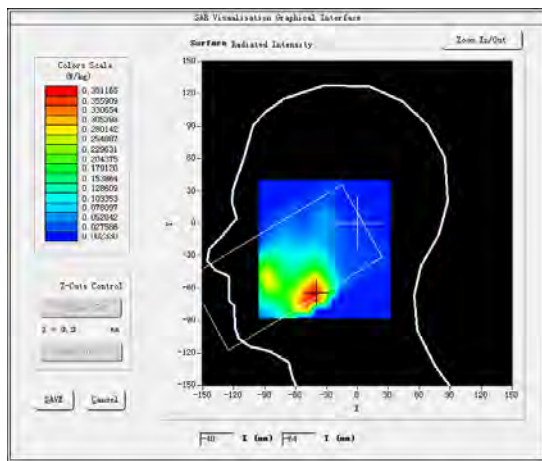 SAR Visualisation Graphical Interface
Surface Radiated Intensity
Zoom In/Out
Colors Scale
(W/kg)
0.381165
0.355909
0.330654
0.305398
0.280142
0.254887
0.229631
0.204375
0.179120
0.153864
0.128609
0.103353
0.078097
0.052842
0.027586
150
120
90
60
30
0
-30
-60
-90
-120
-150
-150 -120 -90 -60 -30 0 30 60 90 120 150
Z-Cuts Control
SAVE
Cancel
-40 X (mm) -64 Y (mm)